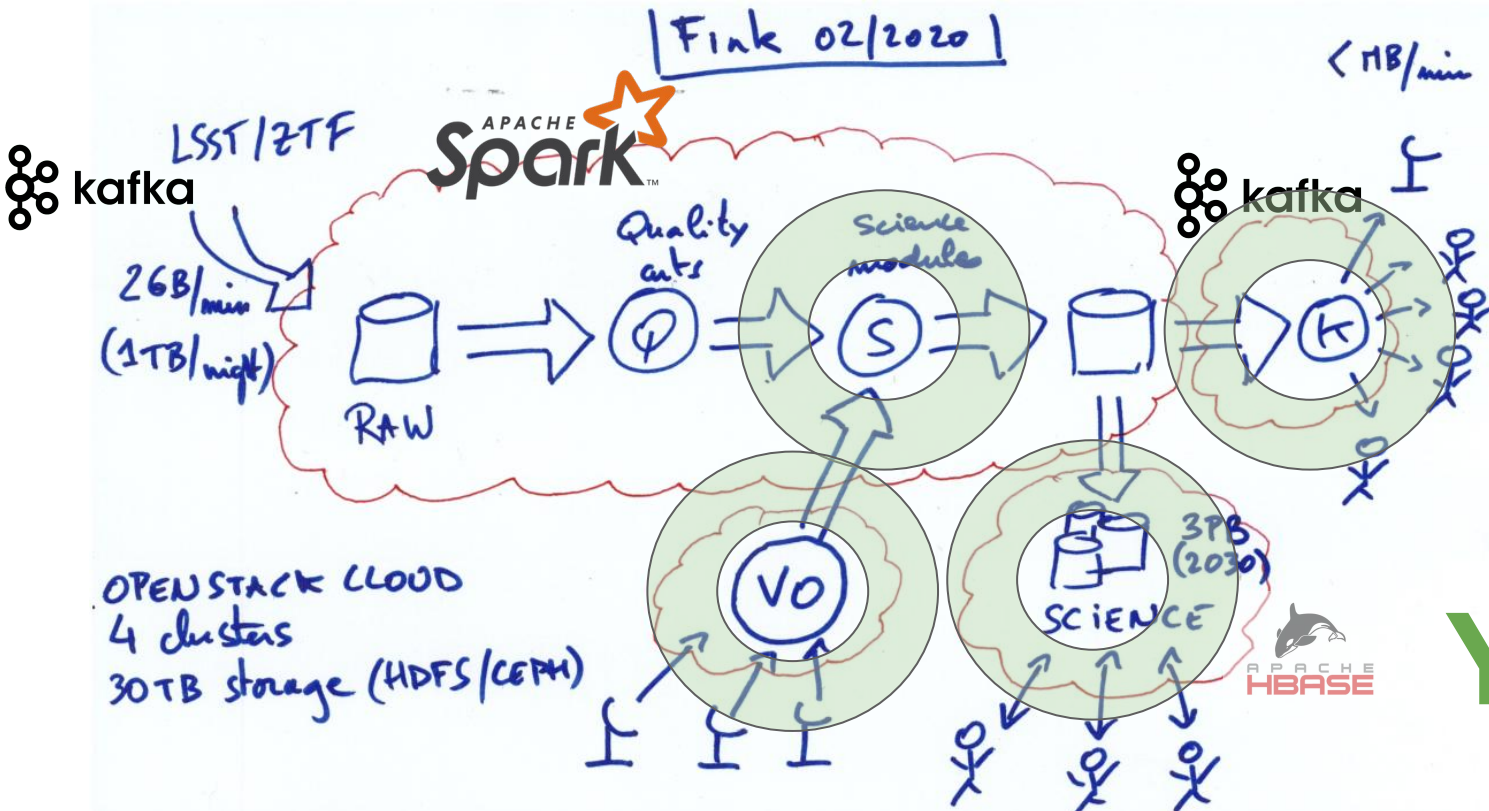 Fink 02/2020
< MB/min
LSST/ZTF
APACHE
Spark™
kafka
kafka
Quality
cuts
Science
modules
2GB/min
(1TB/night)
Q
S
K
RAW
3PB
(2030)
VO
SCIENCE
OPENSTACK CLOUD
4 clusters
30TB storage (HDFS/CEPH)
APACHE
HBASE
Y